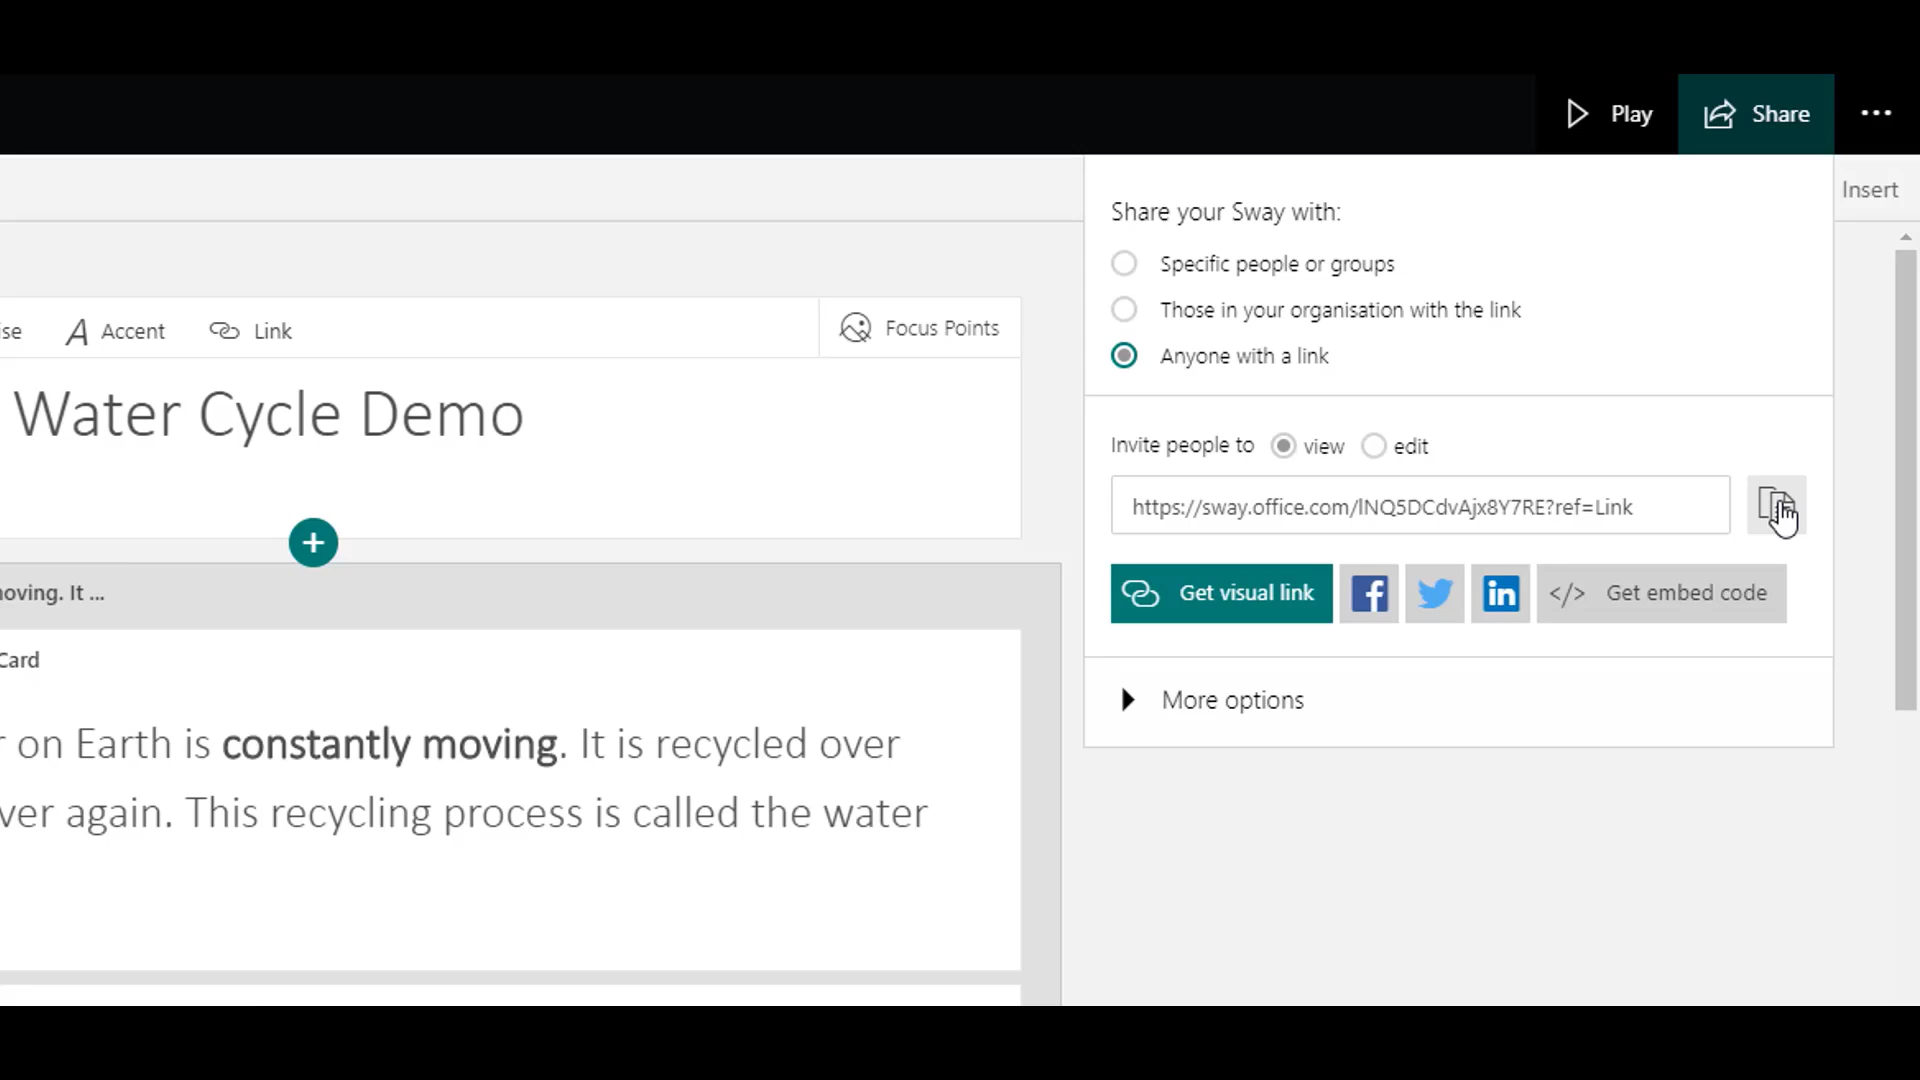 Play
Share
Insert
Share your Sway with:
Specific people or groups
Those in your organisation with the link
Anyone with a link
ise
Accent
Link
Focus Points
Water Cycle Demo
Invite people to view edit
https://sway.office.com/lNQ5DCdvAjx8Y7RE?ref=Link
Get visual link
Get embed code
More options
noving. It ...
Card
r on Earth is constantly moving. It is recycled over
ver again. This recycling process is called the water